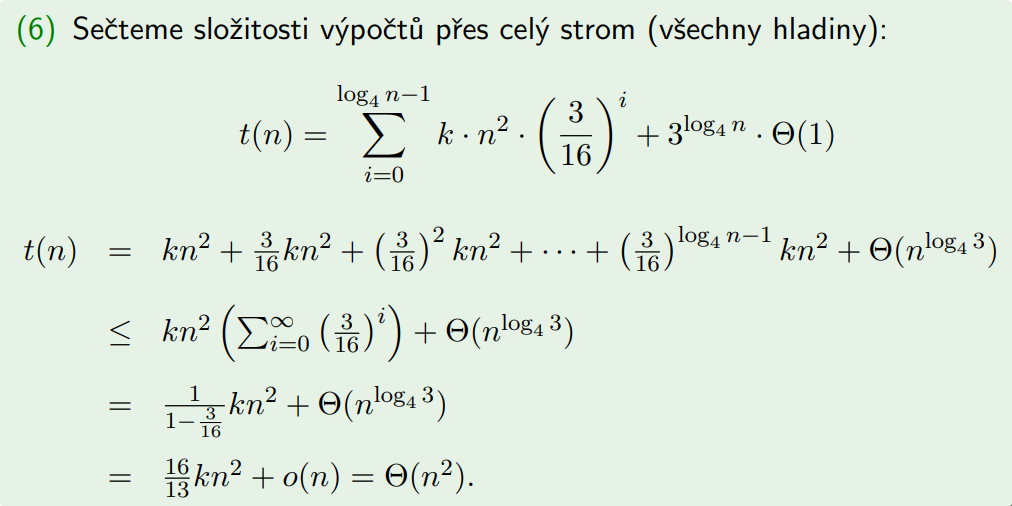 (6) Sečteme složitosti výpočtů přes celý strom (všechny hladiny):
t(n) = \sum_{i=0}^{\log_4 n-1} k \cdot n^2 \cdot \left(\frac{3}{16}\right)^i + 3^{\log_4 n} \cdot \Theta(1)
t(n) = kn^2 + \frac{3}{16}kn^2 + \left(\frac{3}{16}\right)^2 kn^2 + \cdots + \left(\frac{3}{16}\right)^{\log_4 n-1} kn^2 + \Theta(n^{\log_4 3})
\leq kn^2 \left(\sum_{i=0}^{\infty} \left(\frac{3}{16}\right)^i\right) + \Theta(n^{\log_4 3})
= \frac{1}{1-\frac{3}{16}} kn^2 + \Theta(n^{\log_4 3})
= \frac{16}{13} kn^2 + o(n) = \Theta(n^2).